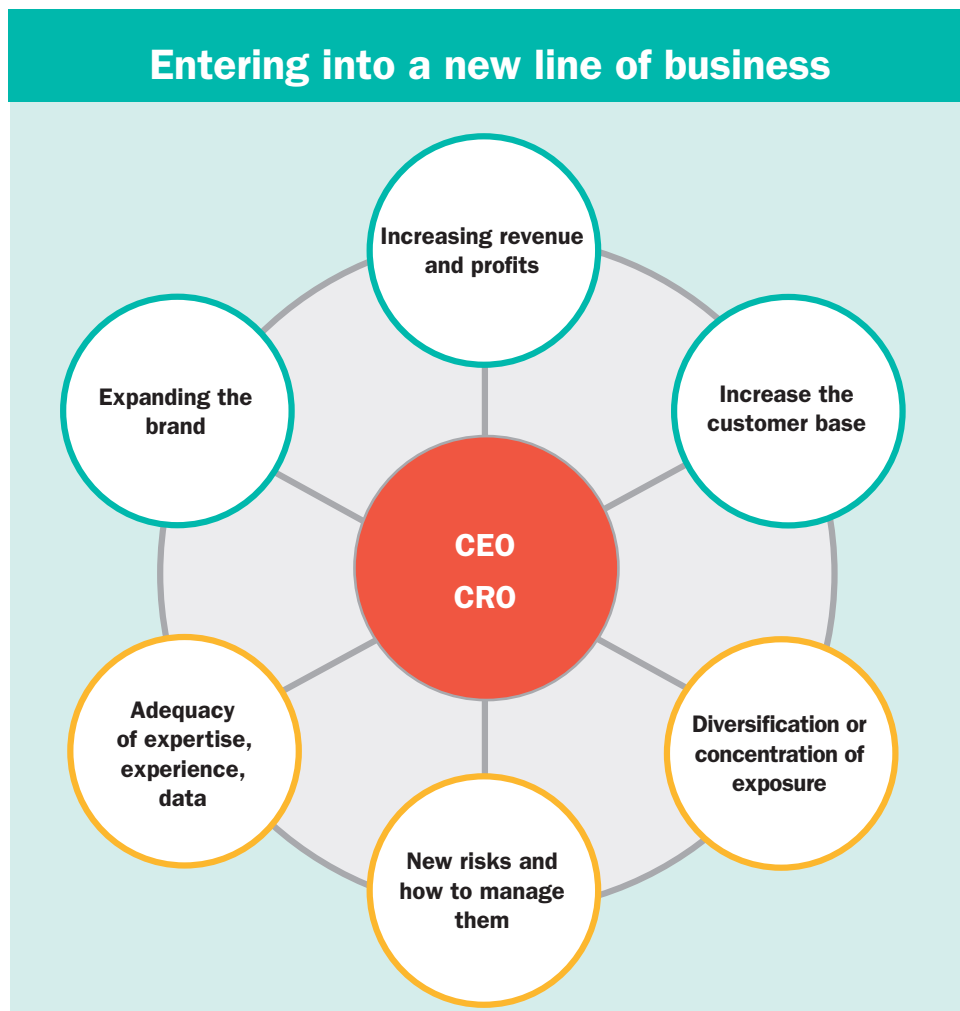 Entering into a new line of business
Increasing revenue
and profits
Expanding the
brand
Increase the
customer base
CEO
CRO
Adequacy
of expertise,
experience,
data
Diversification or
concentration of
exposure
New risks and
how to manage
them